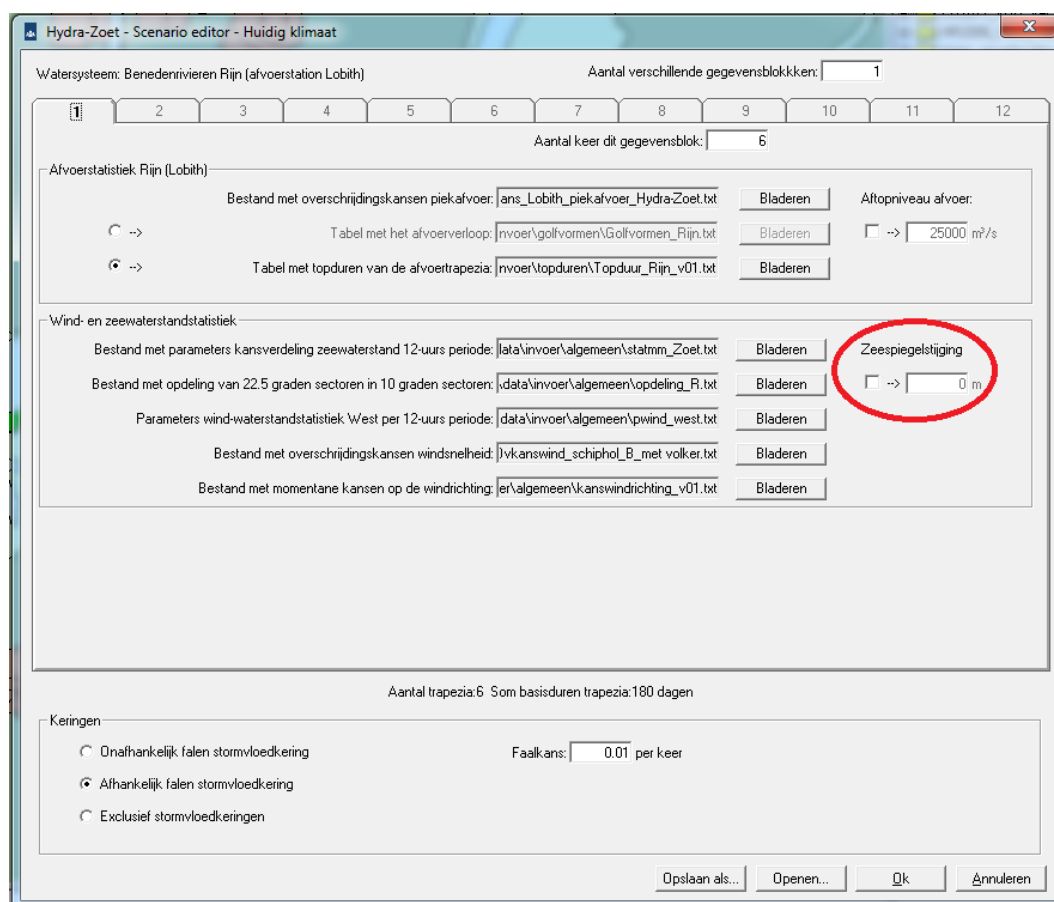 Hydra-Zoet - Scenario editor - Huidig klimaat
Watersysteem: Benedenrivieren Rijn (afvoerstation Lobith)
Aantal verschillende gegevensblokkken: 1
1 2 3 4 5 6 7 8 9 10 11 12
Aantal keer dit gegevensblok: 6
Afvoerstatistiek Rijn (Lobith)
Bestand met overschrijdingskansen piekafvoer: ans_Lobith_piekafvoer_Hydra-Zoet.txt Bladeren Aftopniveau afvoer:
--> Tabel met het afvoerverloop: nvoer\golfvormen\Golfvormen_Rijn.txt Bladeren --> 25000 m³/s
--> Tabel met topduren van de afvoertrapezia: nvoer\topduren\Topduur_Rijn_v01.txt Bladeren
Wind- en zeewaterstandstatistiek
Bestand met parameters kansverdeling zeewaterstand 12-uurs periode: lata\invoer\algemeen\statmm_Zoet.txt Bladeren Zeespiegelstijging
Bestand met opdeling van 22.5 graden sectoren in 10 graden sectoren: \data\invoer\algemeen\opdeling_R.txt Bladeren --> 0 m
Parameters wind-waterstandstatistiek West per 12-uurs periode: data\invoer\algemeen\pwind_west.txt Bladeren
Bestand met overschrijdingskansen windsnelheid: )vkanswind_schiphol_B_met volker.txt Bladeren
Bestand met momentane kansen op de windrichting: er\algemeen\kanswindrichting_v01.txt Bladeren
Aantal trapezia:6 Som basisduren trapezia:180 dagen
Keringen
Onafhankelijk falen stormvloedkering Faalkans: 0.01 per keer
Afhankelijk falen stormvloedkering
Exclusief stormvloedkeringen
Opslaan als... Openen... Ok Annuleren